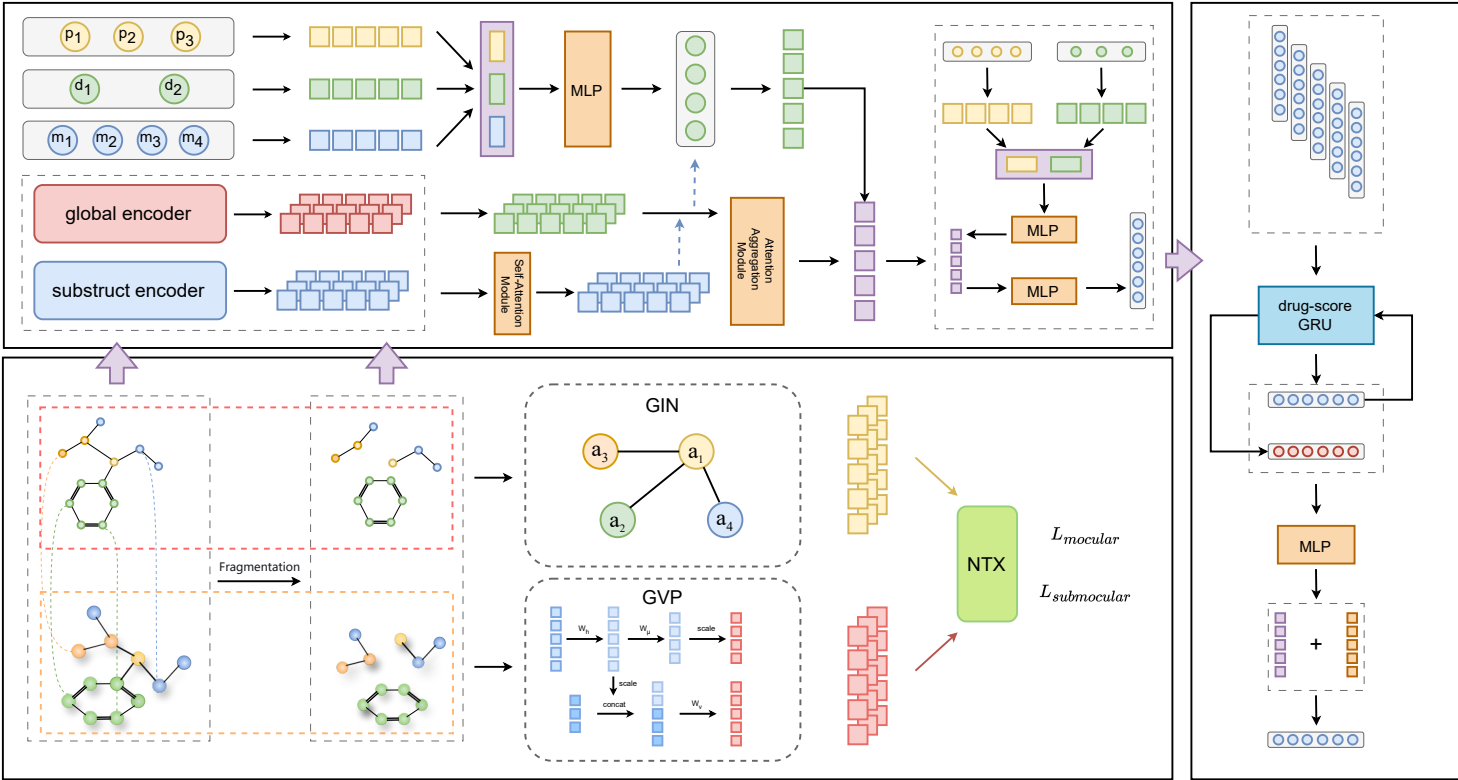 p1 p2 p3
d1 d2
m1 m2 m3 m4
MLP
global encoder
substruct encoder
Self-Attention Module
Attention Aggregation Module
MLP
MLP
drug-score GRU
MLP
+
Fragmentation
GIN
a3 a1
a2 a4
GVP
Wh Wμ scale
scale
concat Wv
NTX
Lmocular
Lsubmocular